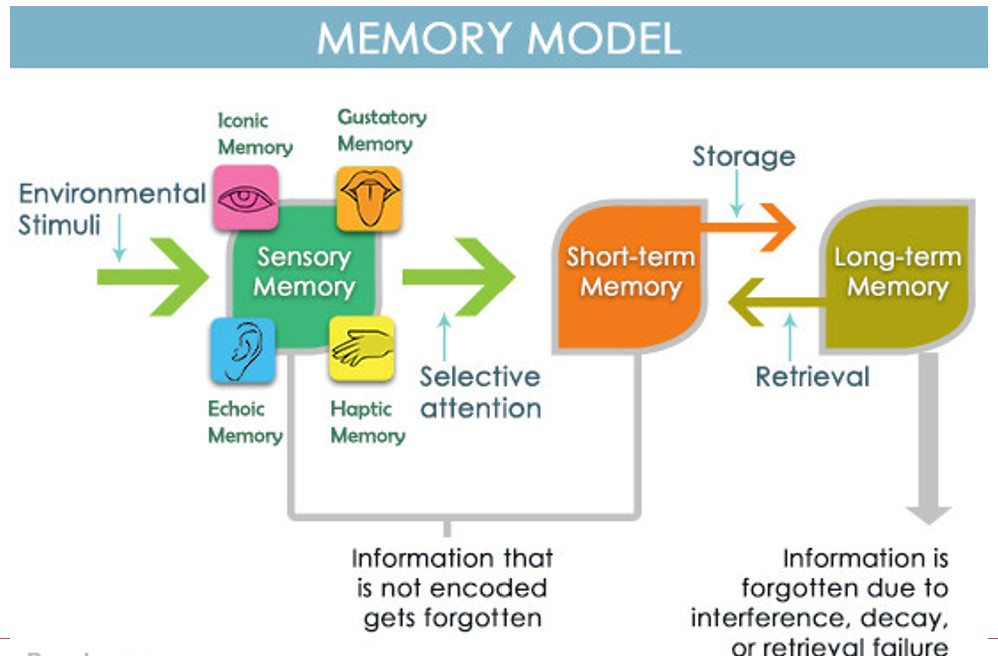 MEMORY MODEL
Iconic
Memory
Gustatory
Memory
Environmental
Stimuli
Storage
Sensory
Memory
Short-term
Memory
Long-term
Memory
Selective
attention
Retrieval
Echoic
Memory
Haptic
Memory
Information that
is not encoded
gets forgotten
Information is
forgotten due to
interference, decay,
or retrieval failure